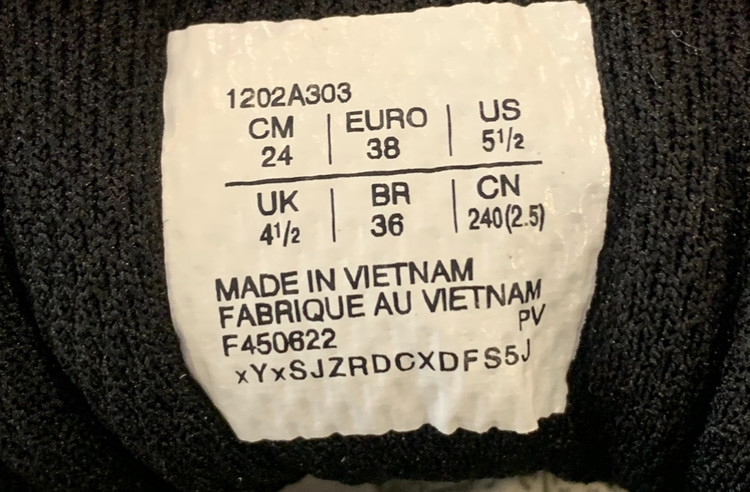 1202A303
CM | EURO | US
24 | 38 | 5 1/2
UK | BR | CN
4 1/2 | 36 | 240(2.5)
MADE IN VIETNAM
FABRIQUE AU VIETNAM
PV
F450622
xYxSJZRDCXDFS5J